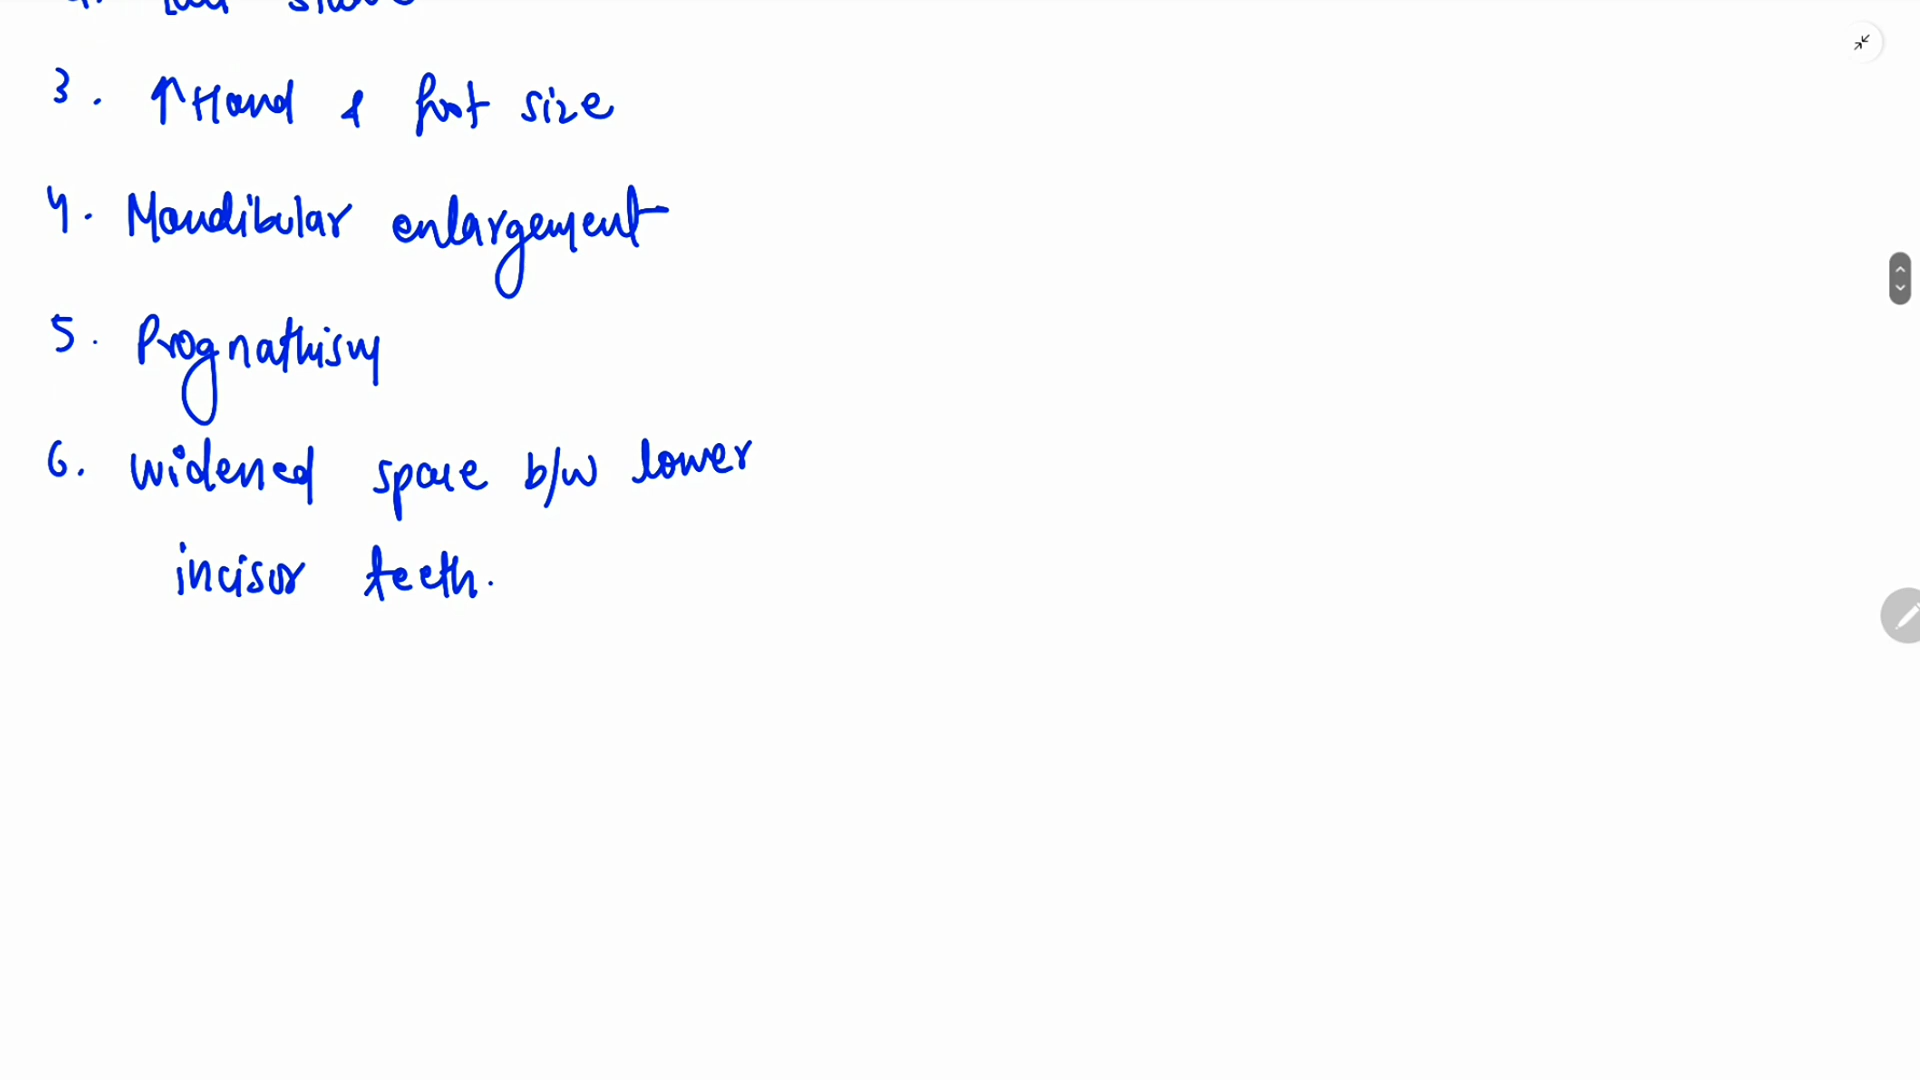 3. ↑Hand & foot size
4. Mandibular enlargement
5. Prognathism
6. widened space b/w lower
incisor teeth.